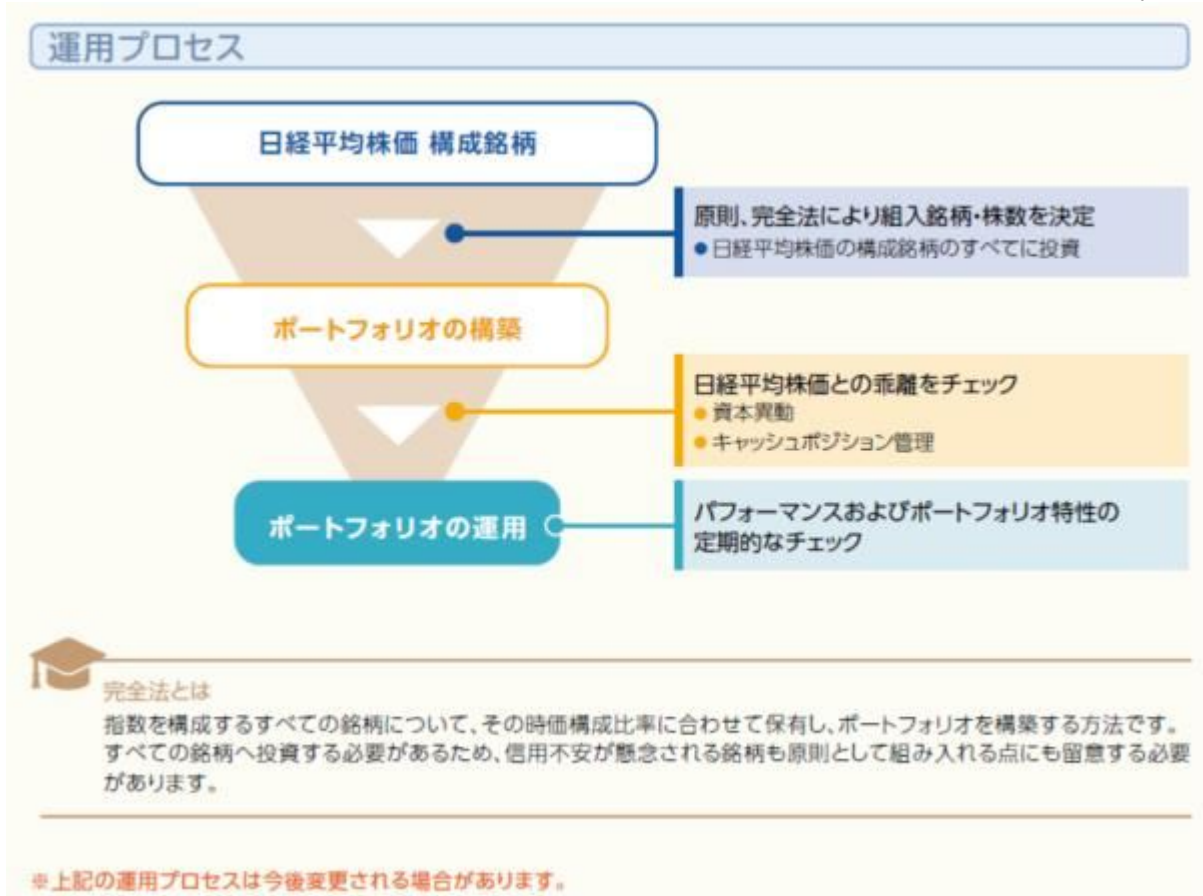 運用プロセス
日経平均株価 構成銘柄
原則、完全法により組入銘柄・株数を決定
●日経平均株価の構成銘柄のすべてに投資
ポートフォリオの構築
日経平均株価との乖離をチェック
●資本異動
●キャッシュポジション管理
ポートフォリオの運用
パフォーマンスおよびポートフォリオ特性の
定期的なチェック
完全法とは
指数を構成するすべての銘柄について、その時価構成比率に合わせて保有し、ポートフォリオを構築する方法です。
すべての銘柄へ投資する必要があるため、信用不安が懸念される銘柄も原則として組み入れる点にも留意する必要
があります。
※上記の運用プロセスは今後変更される場合があります。